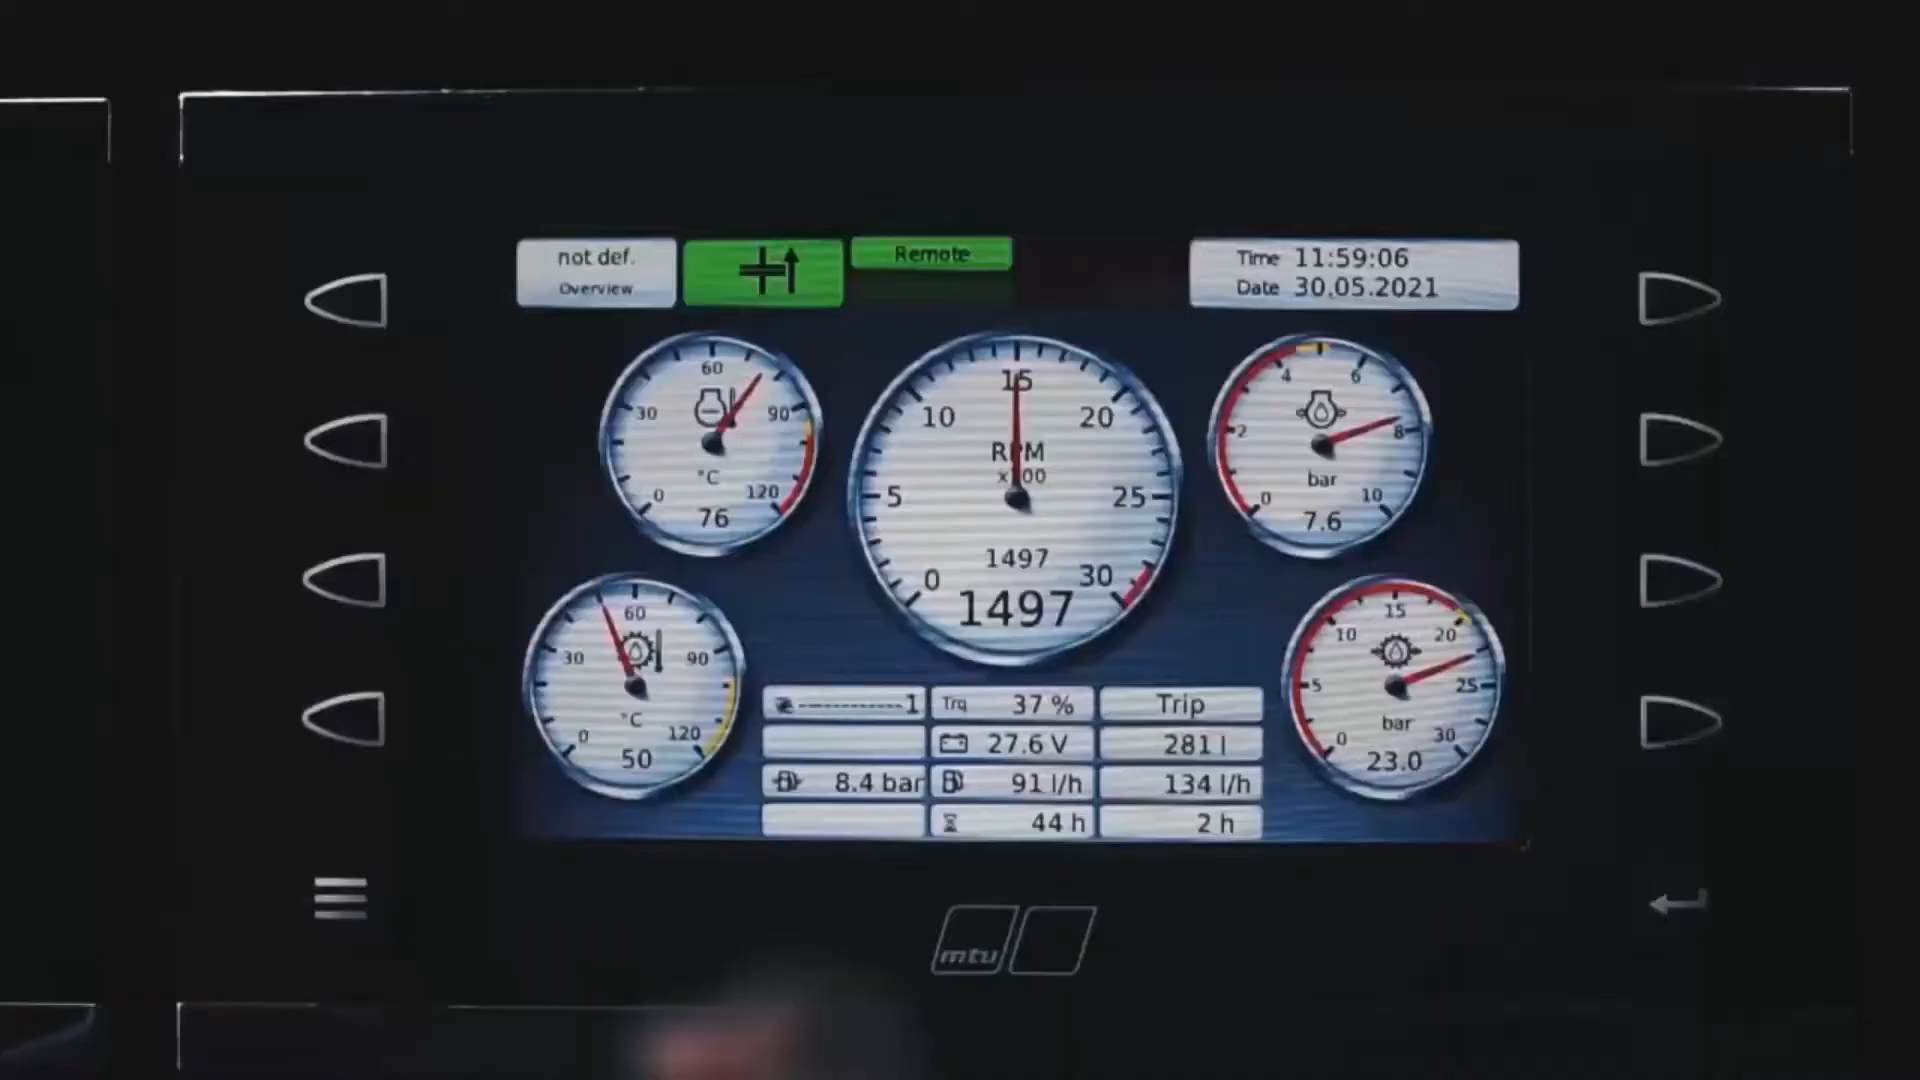 not def.
Overview
Remote
Time 11:59:06
Date 30.05.2021
0 30 60 90 120
°C
76
0 5 10 15 20 25 30
RPM
x100
1497
1497
0 2 4 6 8 10
bar
7.6
0 30 60 90 120
°C
50
0 5 10 15 20 25 30
bar
23.0
----------1 Trq 37 % Trip
27.6 V 281 l
8.4 bar 91 l/h 134 l/h
44 h 2 h
mtu